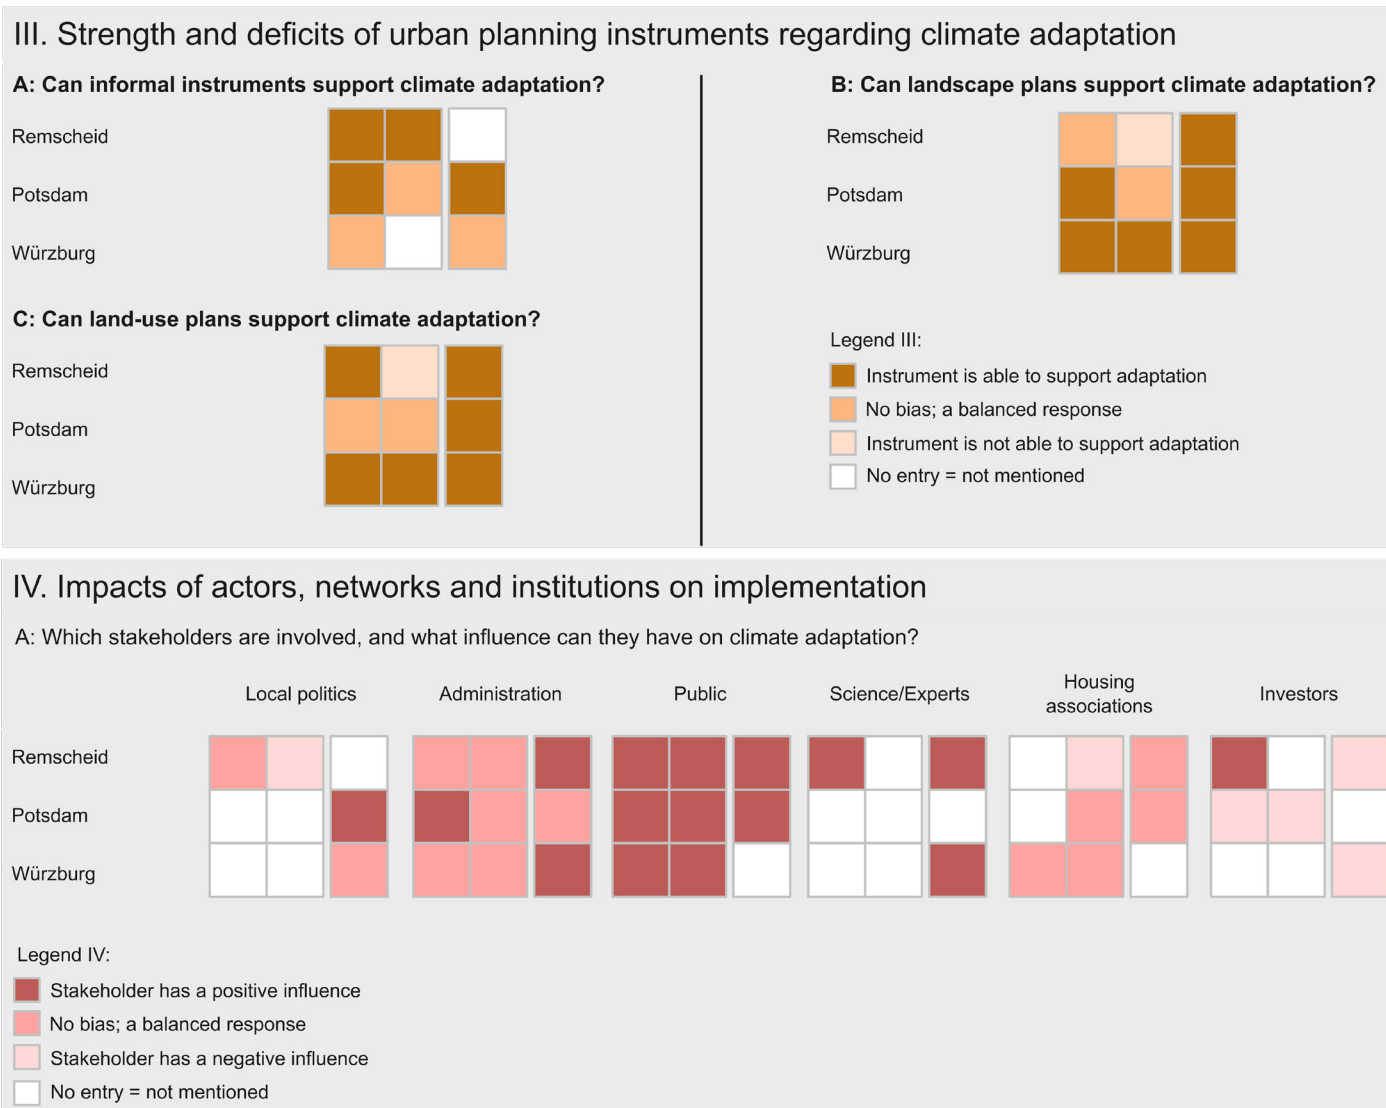 III. Strength and deficits of urban planning instruments regarding climate adaptation
A: Can informal instruments support climate adaptation?
Remscheid
Potsdam
Würzburg
B: Can landscape plans support climate adaptation?
Remscheid
Potsdam
Würzburg
C: Can land-use plans support climate adaptation?
Remscheid
Potsdam
Würzburg
Legend III:
Instrument is able to support adaptation
No bias; a balanced response
Instrument is not able to support adaptation
No entry = not mentioned
IV. Impacts of actors, networks and institutions on implementation
A: Which stakeholders are involved, and what influence can they have on climate adaptation?
Local politics
Administration
Public
Science/Experts
Housing
associations
Investors
Remscheid
Potsdam
Würzburg
Legend IV:
Stakeholder has a positive influence
No bias; a balanced response
Stakeholder has a negative influence
No entry = not mentioned